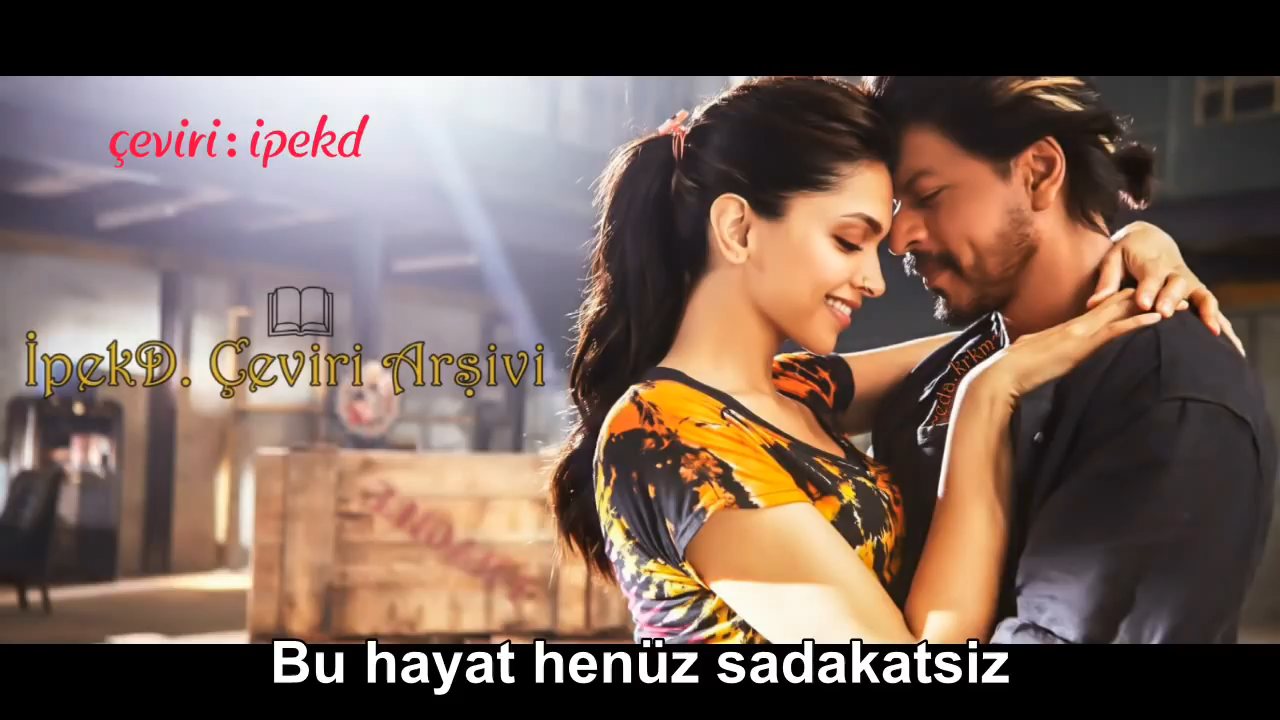 çeviri : ipekd
İpekD. Çeviri Arşivi
Bu hayat henüz sadakatsiz